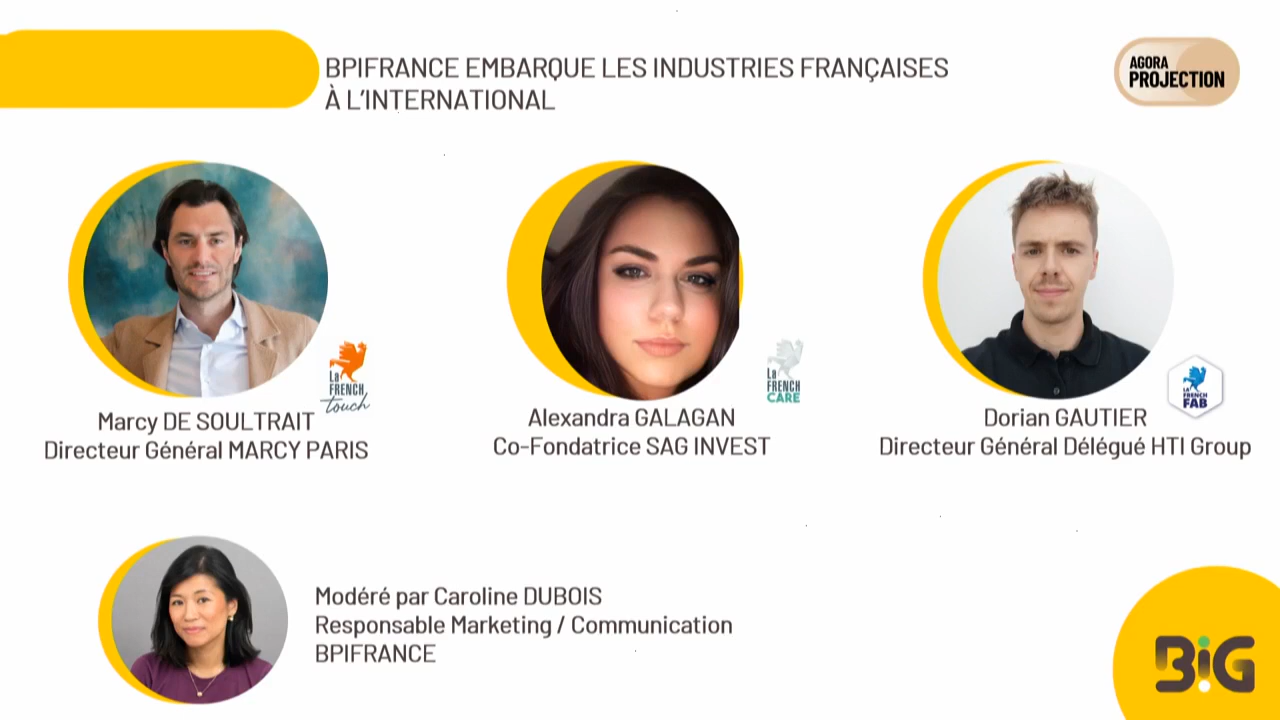 BPIFRANCE EMBARQUE LES INDUSTRIES FRANÇAISES
À L'INTERNATIONAL
AGORA
PROJECTION
La
FRENCH
touch
Marcy DE SOULTRAIT
Directeur Général MARCY PARIS
La
FRENCH
CARE
Alexandra GALAGAN
Co-Fondatrice SAG INVEST
LA
FRENCH
FAB
Dorian GAUTIER
Directeur Général Délégué HTI Group
Modéré par Caroline DUBOIS
Responsable Marketing / Communication
BPIFRANCE
BiG